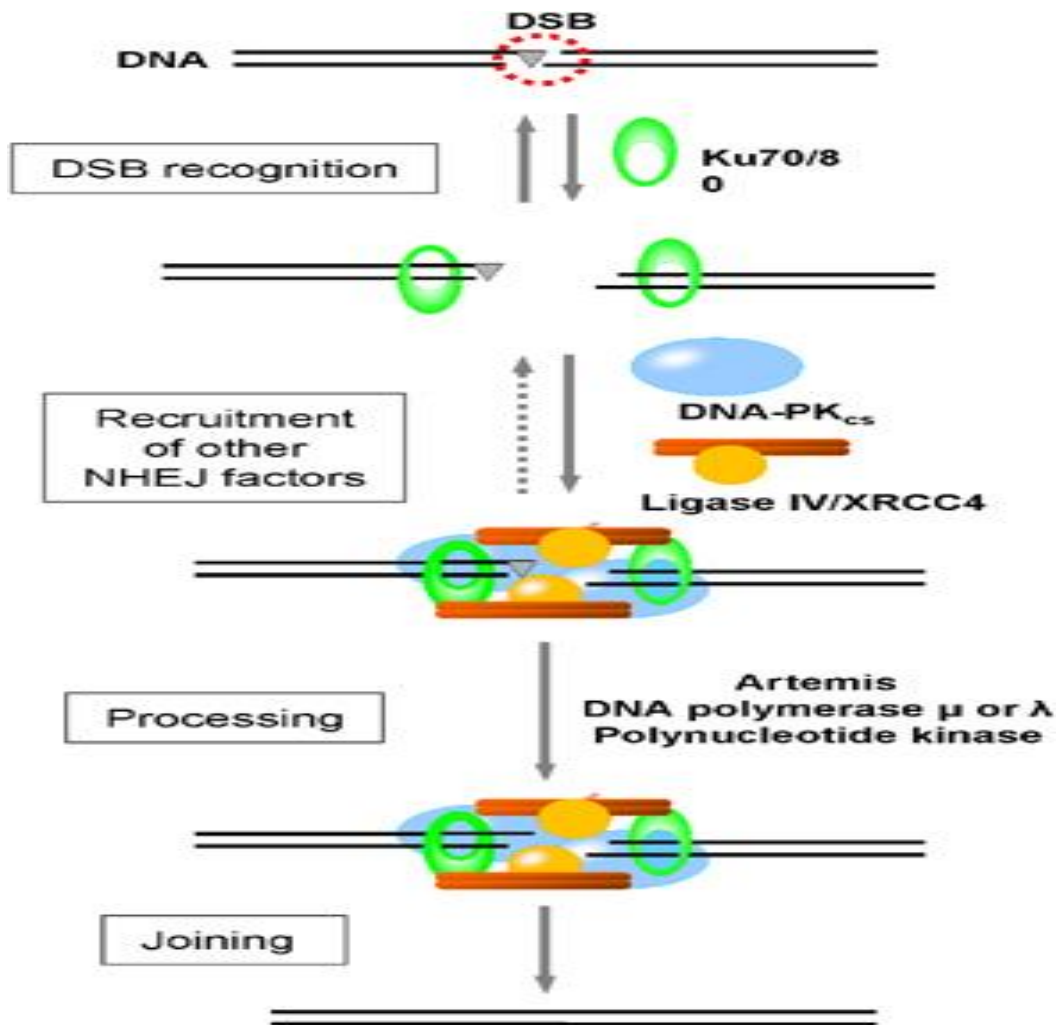 DSB
DNA
DSB recognition
Ku70/8
0
DNA-PKcs
Recruitment
of other
NHEJ factors
Ligase IV/XRCC4
Artemis
DNA polymerase μ or λ
Polynucleotide kinase
Processing
Joining